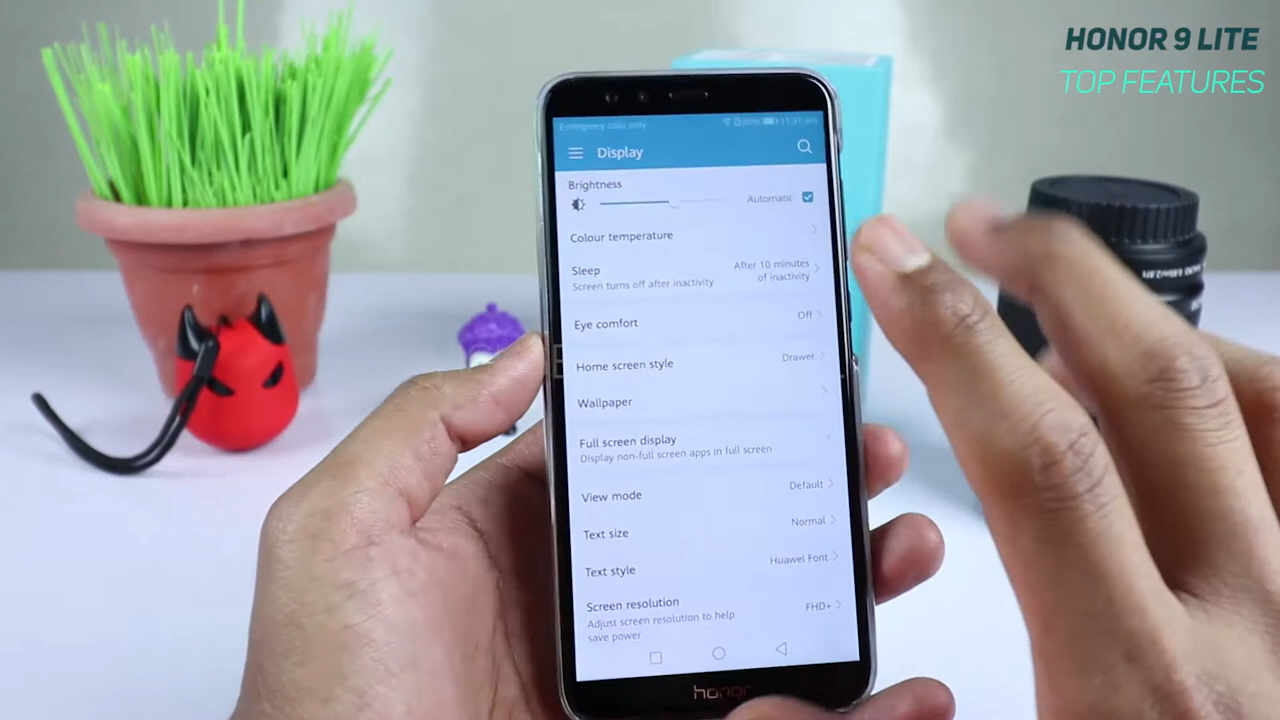 HONOR 9 LITE
TOP FEATURES
Emergency calls only
Display
Brightness
Automatic
Colour temperature
Sleep
Screen turns off after inactivity
After 10 minutes
of inactivity
Eye comfort
Off
Home screen style
Drawer
Wallpaper
Full screen display
Display non-full screen apps in full screen
View mode
Default
Text size
Normal
Text style
Huawei Font
Screen resolution
Adjust screen resolution to help
save power
FHD+
honor